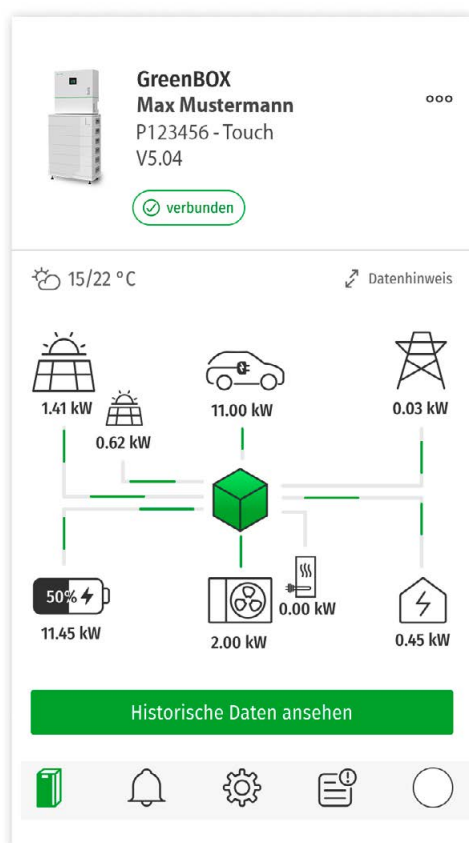 GreenBOX
Max Mustermann
P123456 - Touch
V5.04
verbunden
15/22 °C
Datenhinweis
1.41 kW
11.00 kW
0.03 kW
0.62 kW
50%
11.45 kW
0.00 kW
2.00 kW
0.45 kW
Historische Daten ansehen